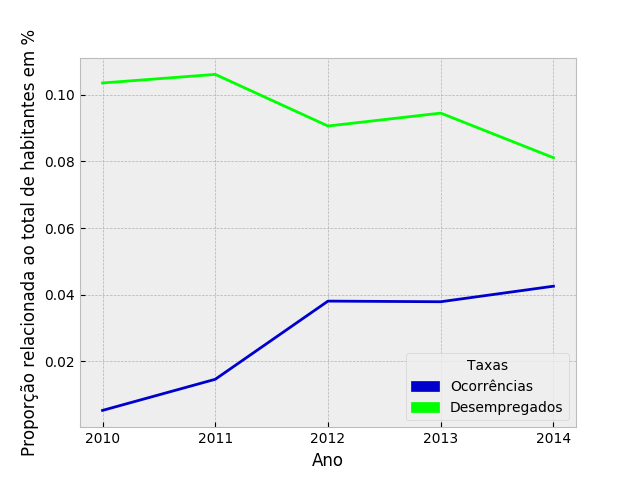 Proporção relacionada ao total de habitantes em %
0.10
0.08
0.06
0.04
0.02
Taxas
Ocorrências
Desempregados
2010 2011 2012 2013 2014
Ano